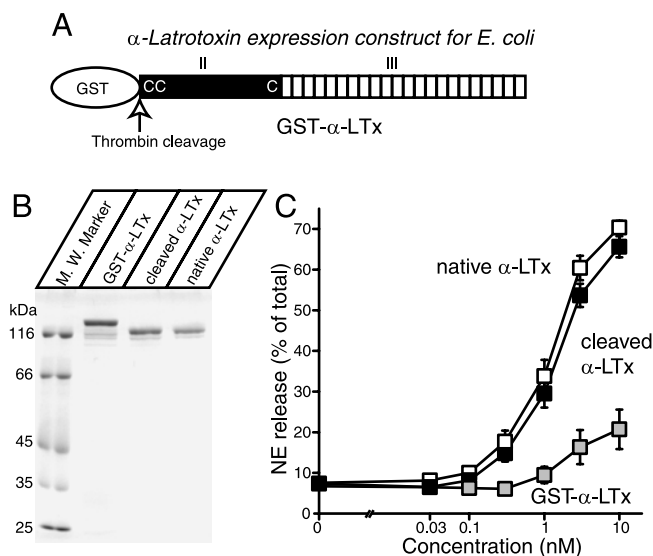 A
α-Latrotoxin expression construct for E. coli
II
III
GST
CC
C
Thrombin cleavage
GST-α-LTx
B
M. W. Marker
GST-α-LTx
cleaved α-LTx
native α-LTx
kDa
116
66
45
35
25
C
NE release (% of total)
70
60
50
40
30
20
10
0
native α-LTx
cleaved
α-LTx
GST-α-LTx
0
0.03
0.1
1
10
Concentration (nM)